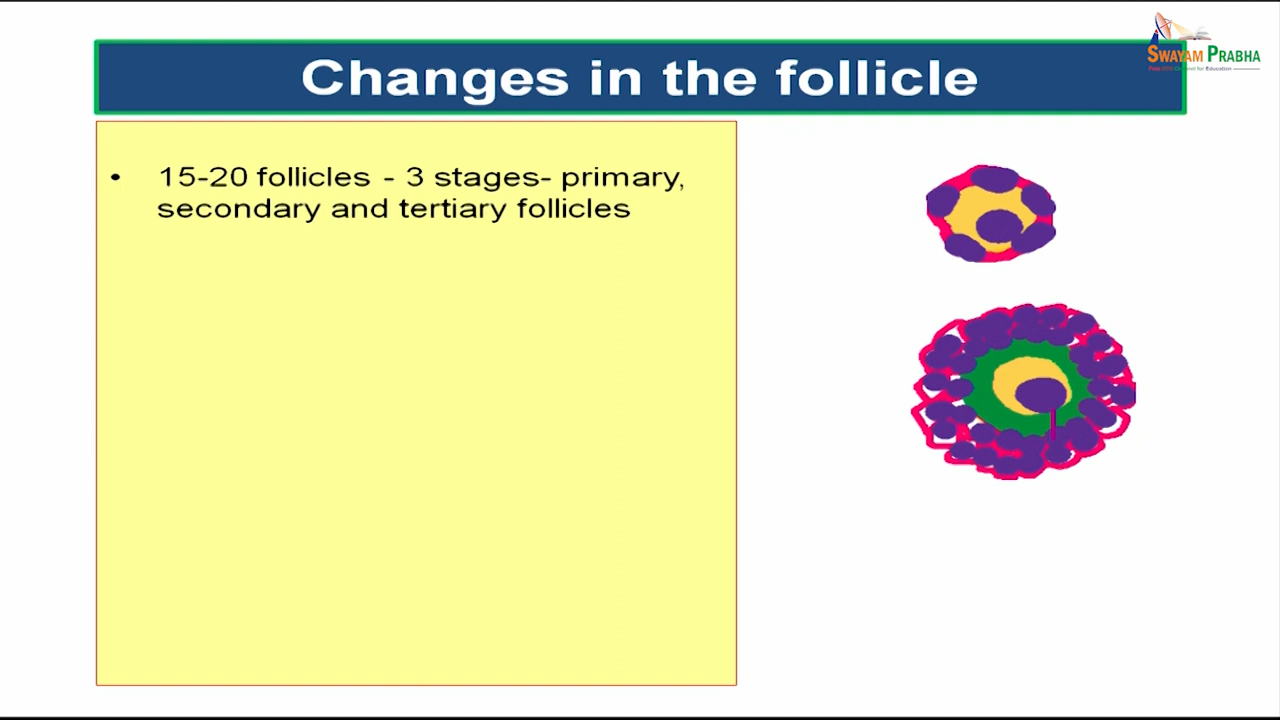 SWAYAM PRABHA
Changes in the follicle
• 15-20 follicles - 3 stages- primary,
secondary and tertiary follicles